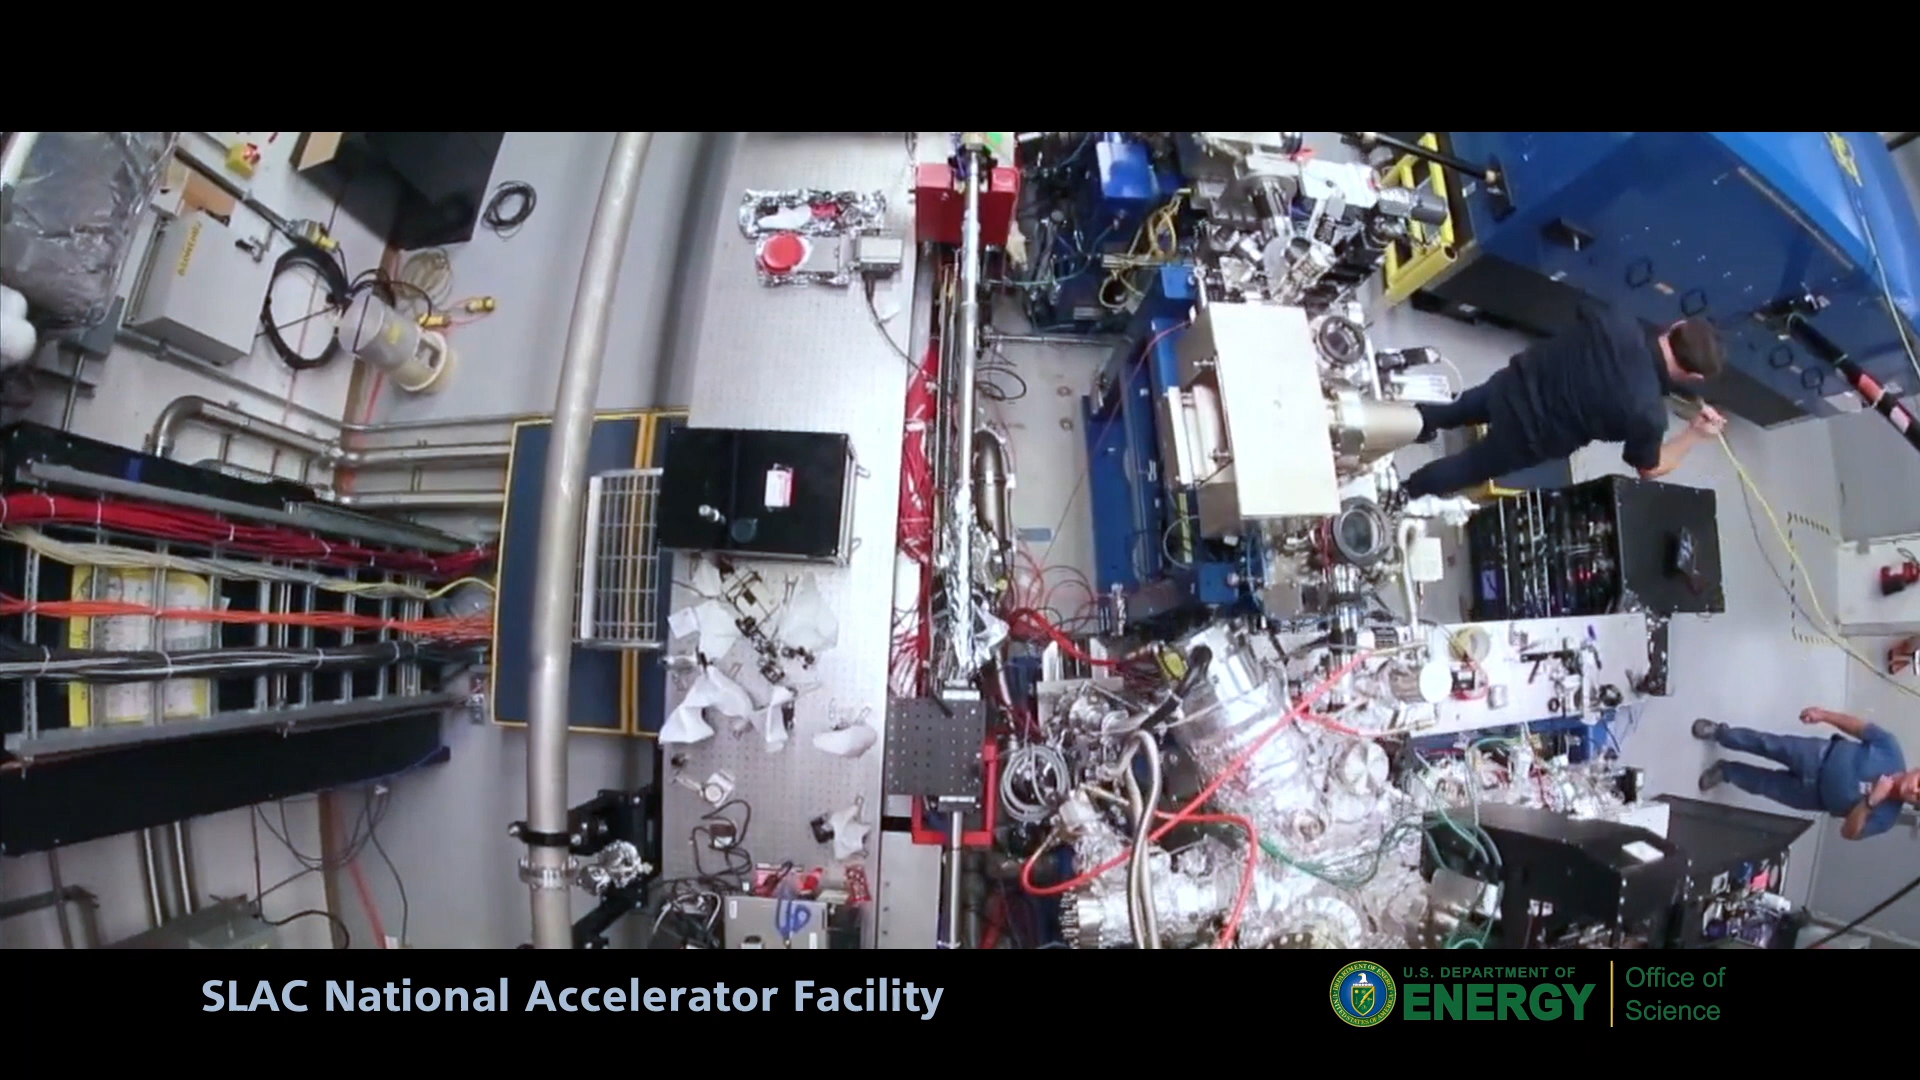 SLAC National Accelerator Facility
U.S. DEPARTMENT OF
ENERGY
Office of
Science